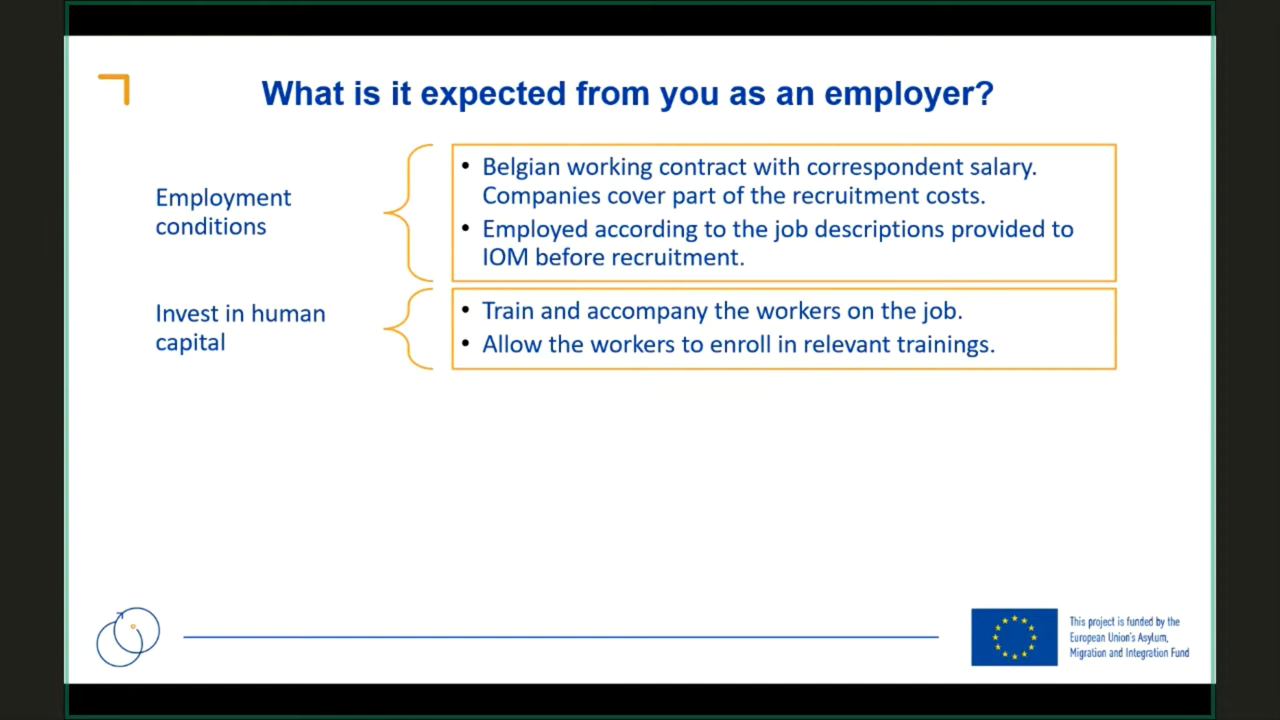 What is it expected from you as an employer?
Employment
conditions
• Belgian working contract with correspondent salary.
Companies cover part of the recruitment costs.
• Employed according to the job descriptions provided to
IOM before recruitment.
Invest in human
capital
• Train and accompany the workers on the job.
• Allow the workers to enroll in relevant trainings.
This project is funded by the
European Union's Asylum,
Migration and Integration Fund